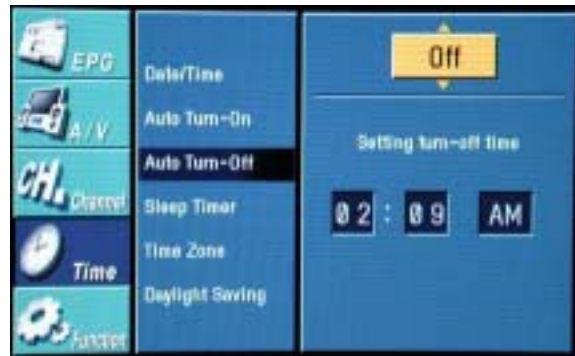 EPG
A/V
CH. Channel
Time
Function
Date/Time
Auto Turn-On
Auto Turn-Off
Sleep Timer
Time Zone
Daylight Saving
Off
Setting turn-off time
02 : 09 AM